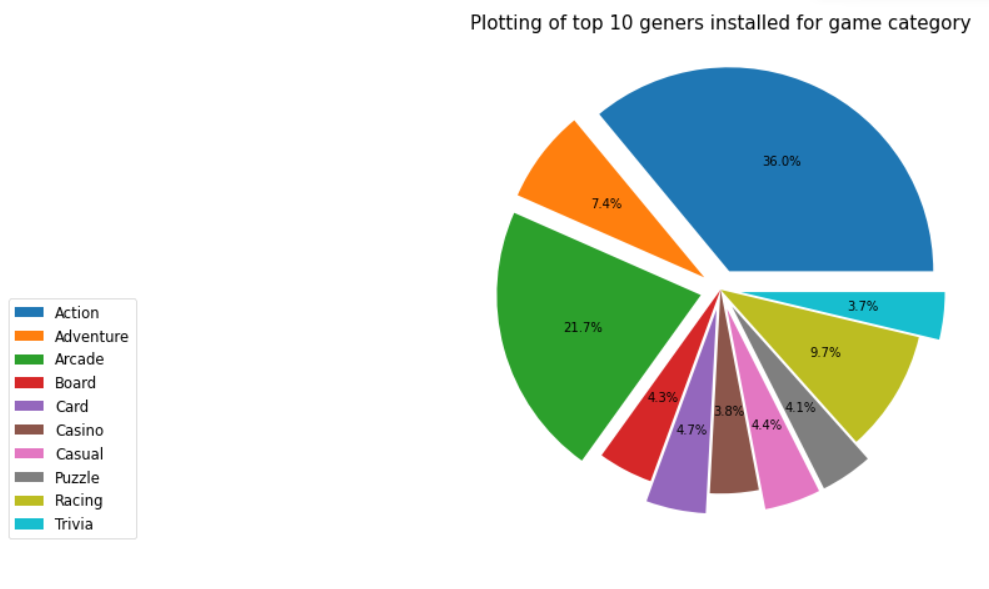 Plotting of top 10 geners installed for game category
36.0%
7.4%
21.7%
3.7%
9.7%
4.3%
4.7%
3.8%
4.4%
4.1%
Action
Adventure
Arcade
Board
Card
Casino
Casual
Puzzle
Racing
Trivia